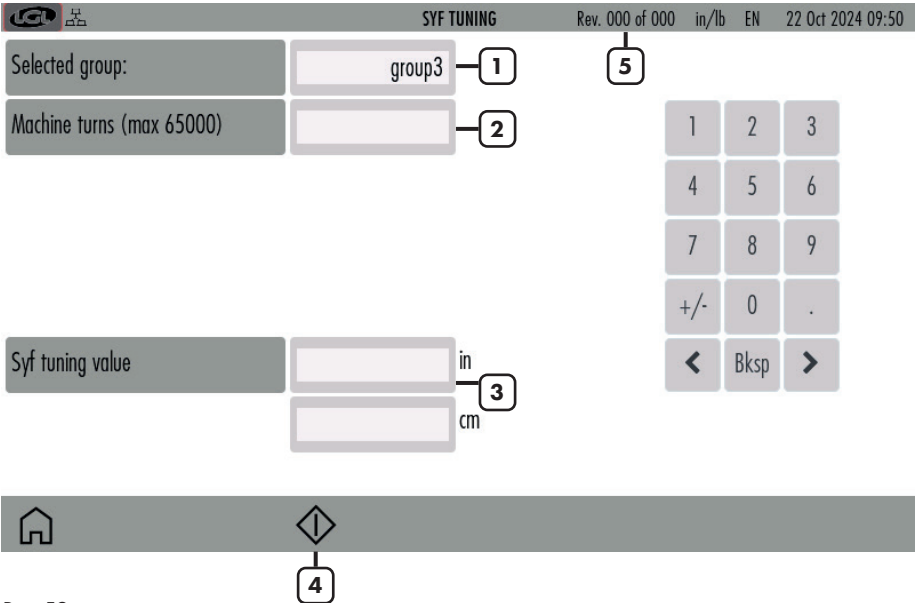 LGL SYF TUNING Rev. 000 of 000 in/lb EN 22 Oct 2024 09:50
Selected group: group3 1 5
Machine turns (max 65000) 2
1 2 3
4 5 6
7 8 9
+/- 0 .
Syf tuning value in < Bksp >
3
cm
4